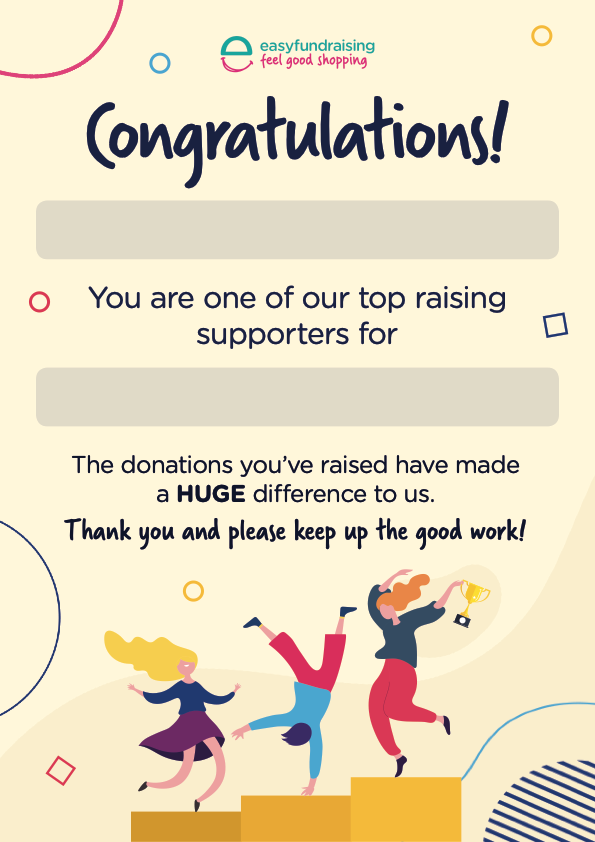 easyfundraising
feel good shopping
Congratulations!
You are one of our top raising
supporters for
The donations you've raised have made
a HUGE difference to us.
Thank you and please keep up the good work!